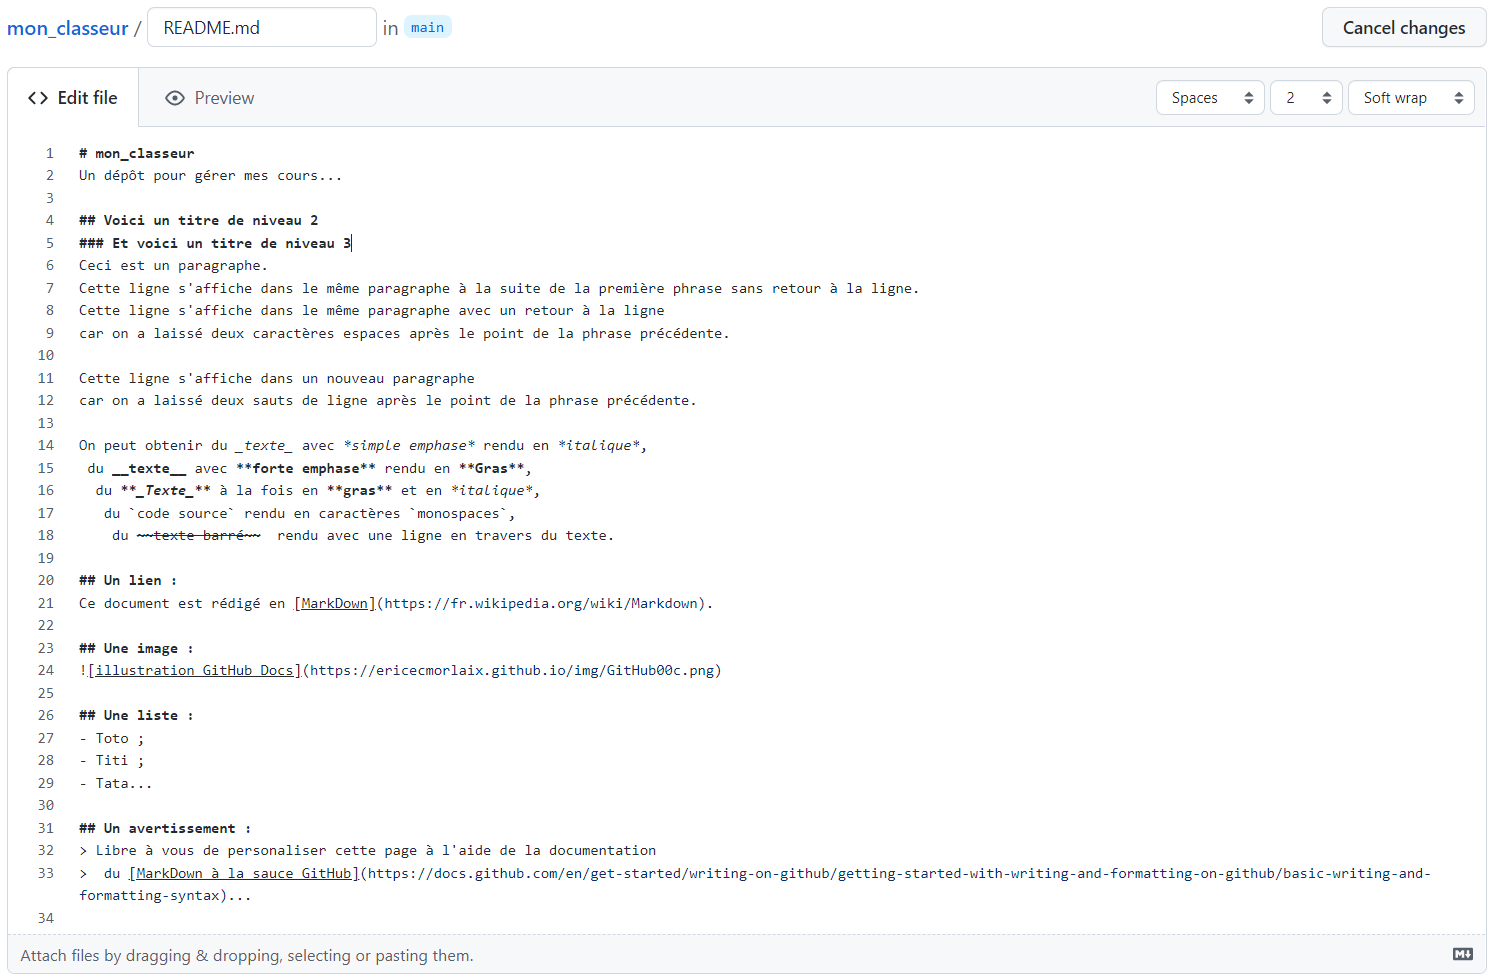 mon_classeur / README.md in main Cancel changes
<> Edit file Preview Spaces 2 Soft wrap
1 # mon_classeur
2 Un dépôt pour gérer mes cours...
3
4 ## Voici un titre de niveau 2
5 ### Et voici un titre de niveau 3
6 Ceci est un paragraphe.
7 Cette ligne s'affiche dans le même paragraphe à la suite de la première phrase sans retour à la ligne.
8 Cette ligne s'affiche dans le même paragraphe avec un retour à la ligne
9 car on a laissé deux caractères espaces après le point de la phrase précédente.
10
11 Cette ligne s'affiche dans un nouveau paragraphe
12 car on a laissé deux sauts de ligne après le point de la phrase précédente.
13
14 On peut obtenir du _texte_ avec *simple emphase* rendu en *italique*,
15  du __texte__ avec **forte emphase** rendu en **Gras**,
16   du **_Texte_** à la fois en **gras** et en *italique*,
17    du `code source` rendu en caractères `monospaces`,
18     du ~~texte barré~~  rendu avec une ligne en travers du texte.
19
20 ## Un lien :
21 Ce document est rédigé en [MarkDown](https://fr.wikipedia.org/wiki/Markdown).
22
23 ## Une image :
24 ![illustration GitHub Docs](https://ericecmorlaix.github.io/img/GitHub00c.png)
25
26 ## Une liste :
27 - Toto ;
28 - Titi ;
29 - Tata...
30
31 ## Un avertissement :
32 > Libre à vous de personaliser cette page à l'aide de la documentation
33 >  du [MarkDown à la sauce GitHub](https://docs.github.com/en/get-started/writing-on-github/getting-started-with-writing-and-formatting-on-github/basic-writing-and-
formatting-syntax)...
34
Attach files by dragging & dropping, selecting or pasting them.